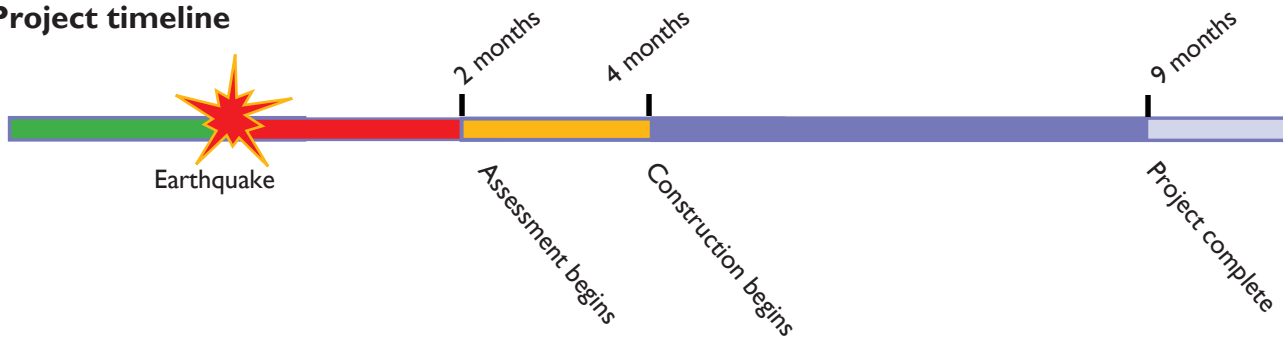 Project timeline
2 months
4 months
9 months
Earthquake
Assessment begins
Construction begins
Project complete